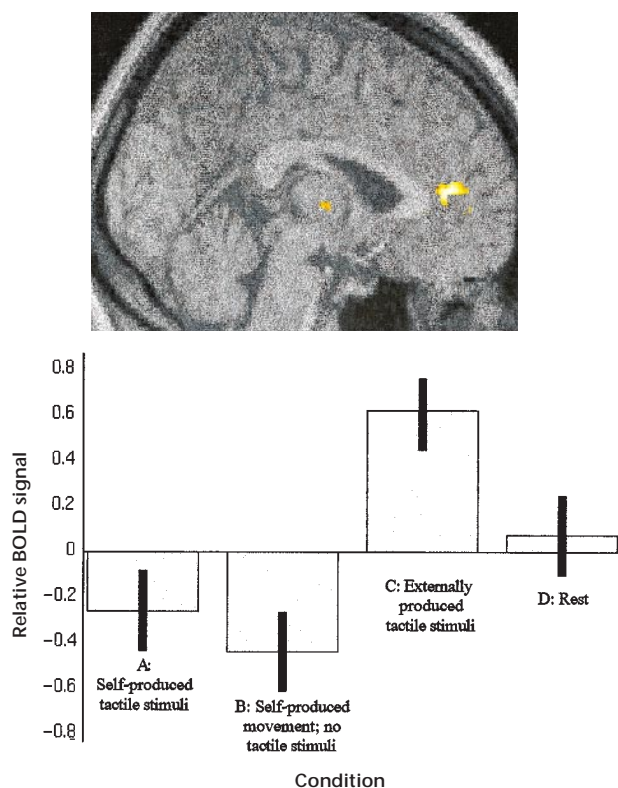 0.8
0.6
0.4
0.2
0
−0.2
−0.4
−0.6
−0.8
Relative BOLD signal
A:
Self-produced
tactile stimuli
B: Self-produced
movement; no
tactile stimuli
C: Externally
produced
tactile stimuli
D: Rest
Condition